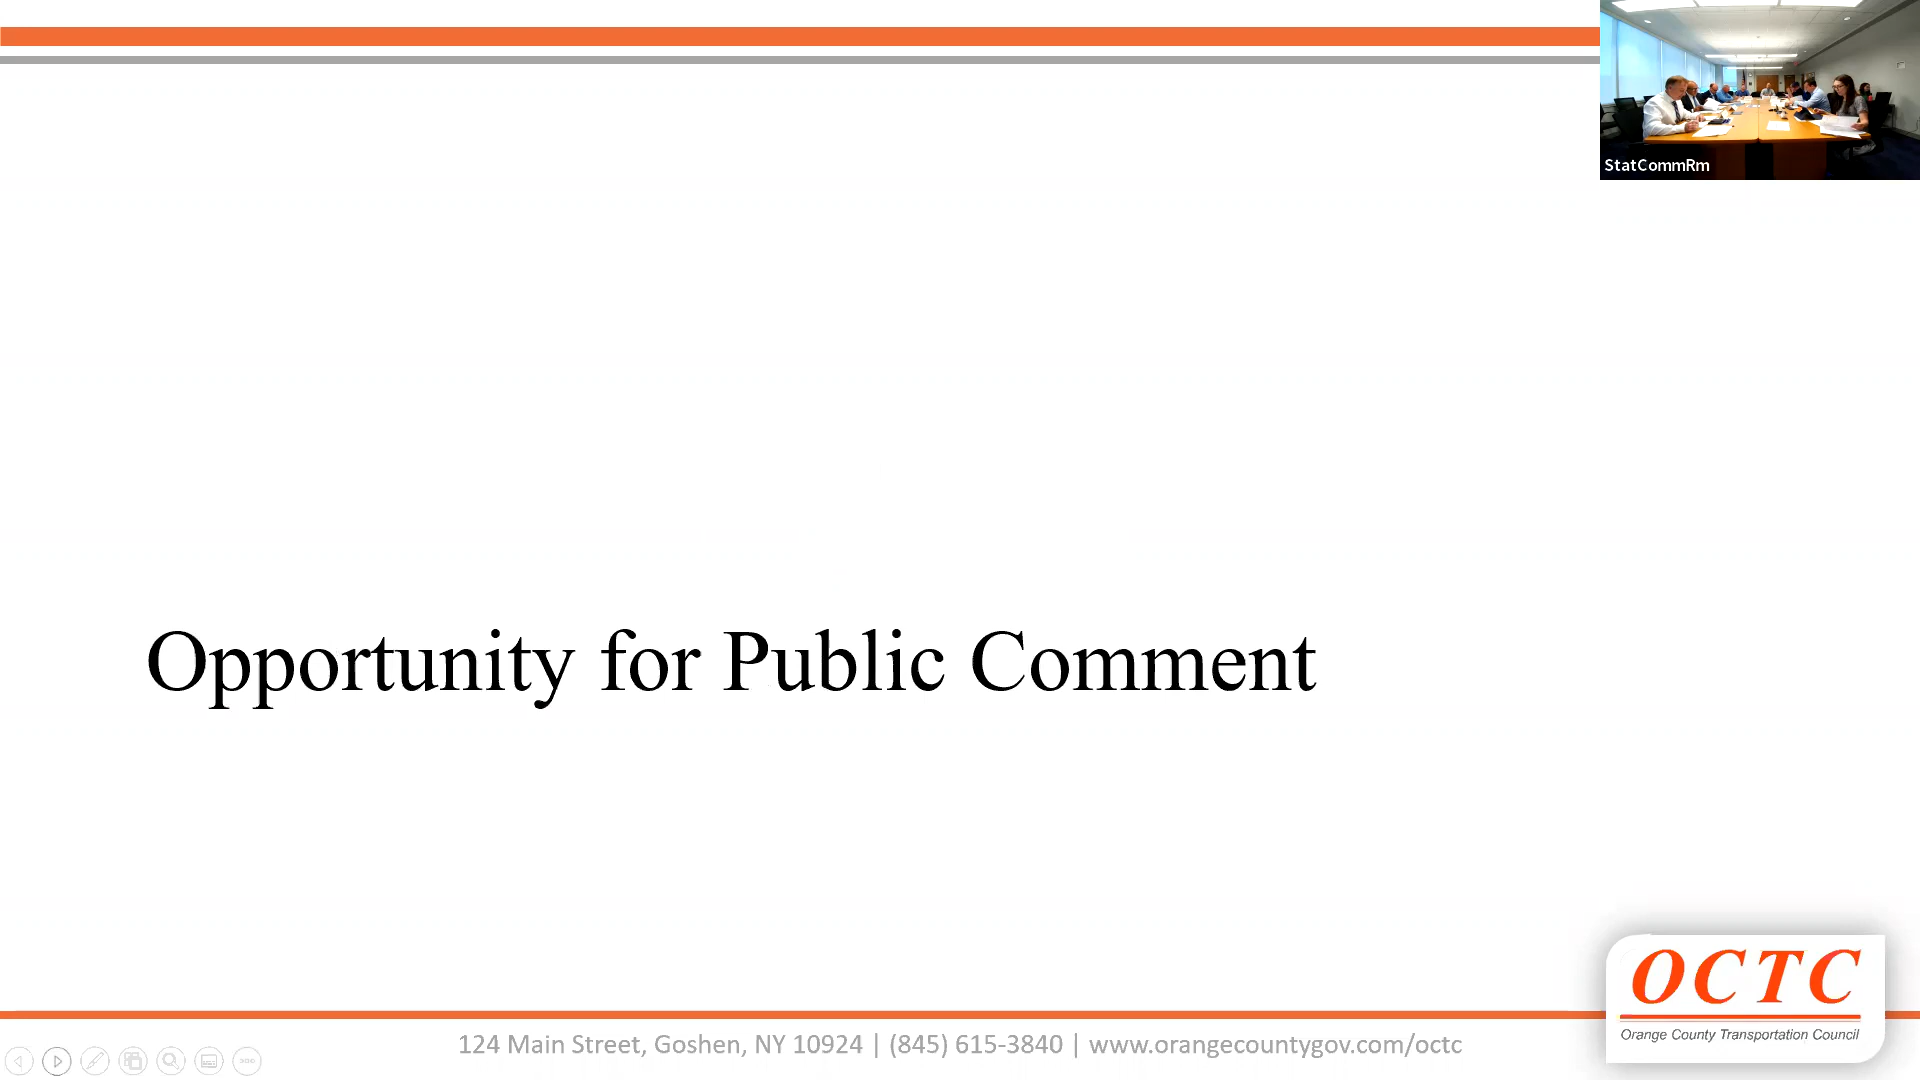 StatCommRm
Opportunity for Public Comment
OCTC
Orange County Transportation Council
124 Main Street, Goshen, NY 10924 | (845) 615-3840 | www.orangecountygov.com/octc